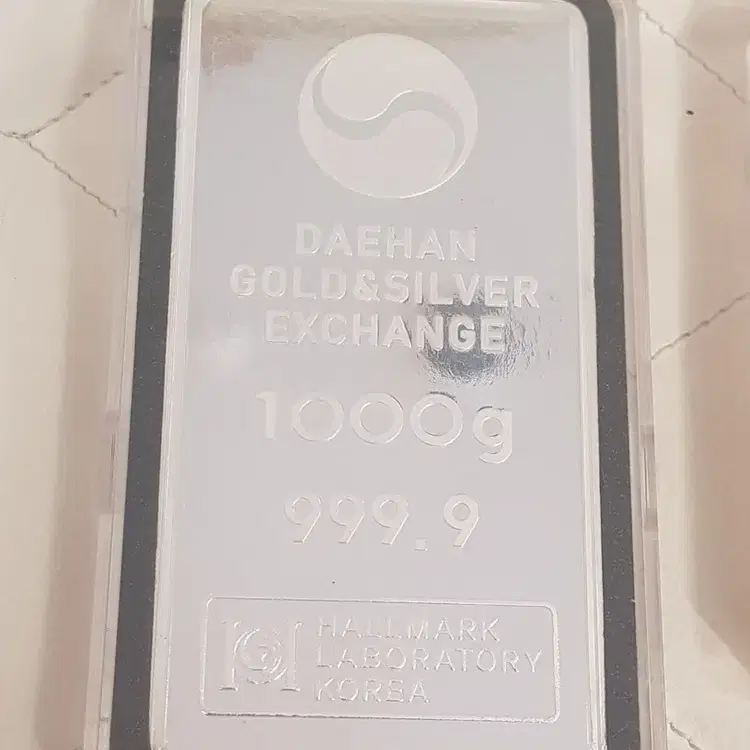 DAEHAN
GOLD&SILVER
EXCHANGE
1000g
999.9
HALLMARK
LABORATORY
KOREA